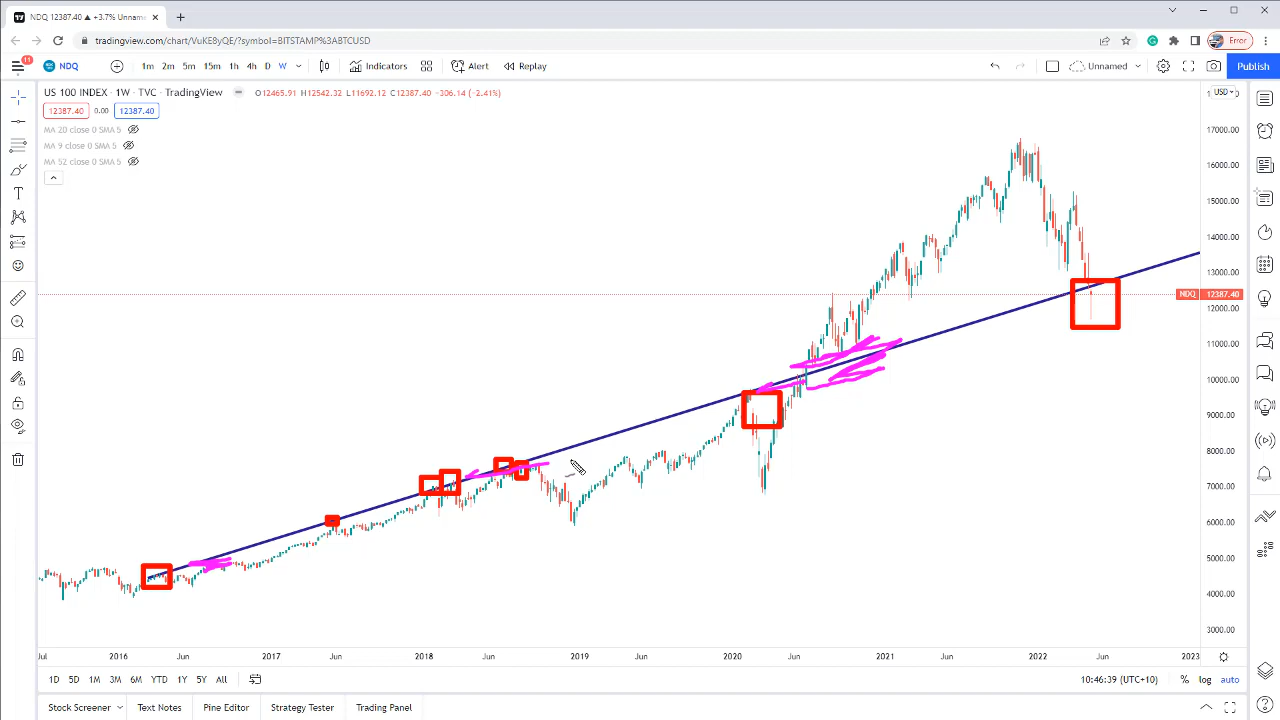 NDQ 12387.40 ▲ +3.7% Unname
tradingview.com/chart/VuKE8yQE/?symbol=BITSTAMP%3ABTCUSD
Error
11
NDQ
1m 2m 5m 15m 1h 4h D W
Indicators
Alert
Replay
Unnamed
Publish
US 100 INDEX · 1W · TVC · TradingView
O12465.91 H12542.32 L11692.12 C12387.40 -306.14 (-2.41%)
USD
12387.40 0.00 12387.40
MA 20 close 0 SMA 5
MA 9 close 0 SMA 5
MA 52 close 0 SMA 5
17000.00
16000.00
15000.00
14000.00
13000.00
NDQ 12387.40
12000.00
11000.00
10000.00
9000.00
8000.00
7000.00
6000.00
5000.00
4000.00
3000.00
Jul 2016 Jun 2017 Jun 2018 Jun 2019 Jun 2020 Jun 2021 Jun 2022 Jun 2023
1D 5D 1M 3M 6M YTD 1Y 5Y All
10:46:39 (UTC+10) % log auto
Stock Screener Text Notes Pine Editor Strategy Tester Trading Panel